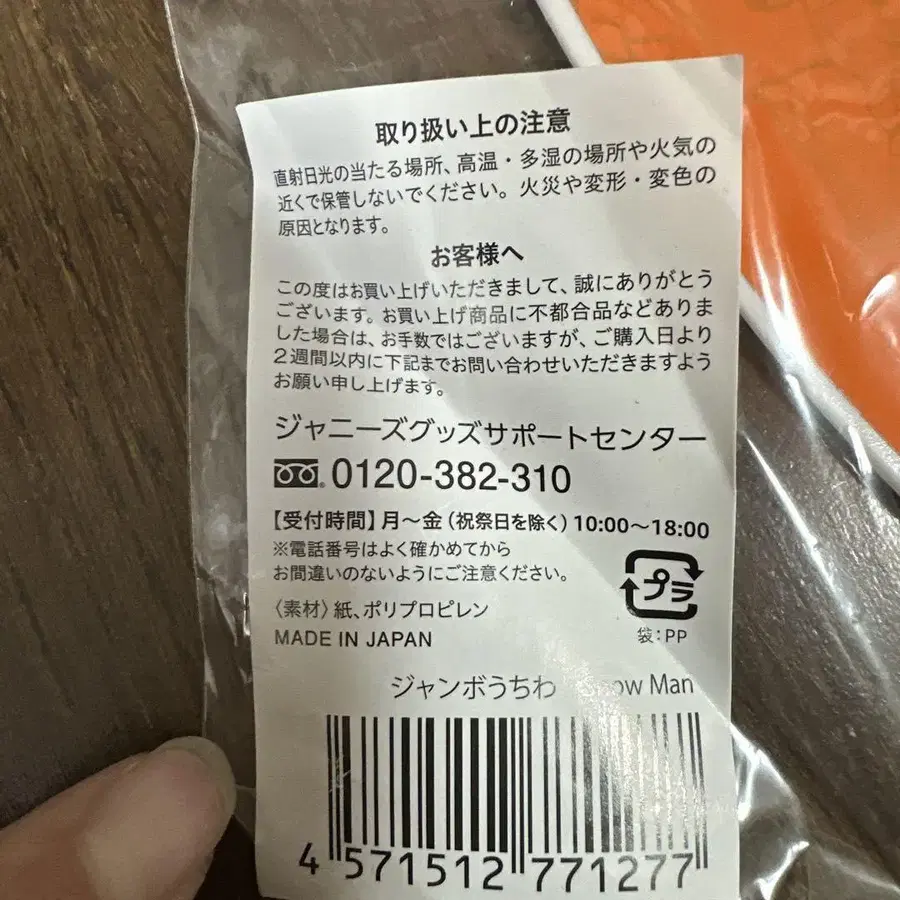 取り扱い上の注意
直射日光の当たる場所、高温・多湿の場所や火気の
近くで保管しないでください。火災や変形・変色の
原因となります。
お客様へ
この度はお買い上げいただきまして、誠にありがとう
ございます。お買い上げ商品に不都合品などありま
した場合は、お手数ではございますが、ご購入日より
2週間以内に下記までお問い合わせいただきますよう
お願い申し上げます。
ジャニーズグッズサポートセンター
0120-382-310
【受付時間】月〜金(祝祭日を除く)10:00〜18:00
※電話番号はよく確かめてから
お間違いのないようにご注意ください。
〈素材〉紙、ポリプロピレン
MADE IN JAPAN
プラ
袋:PP
ジャンボうちわ Snow Man
4 571512 771277